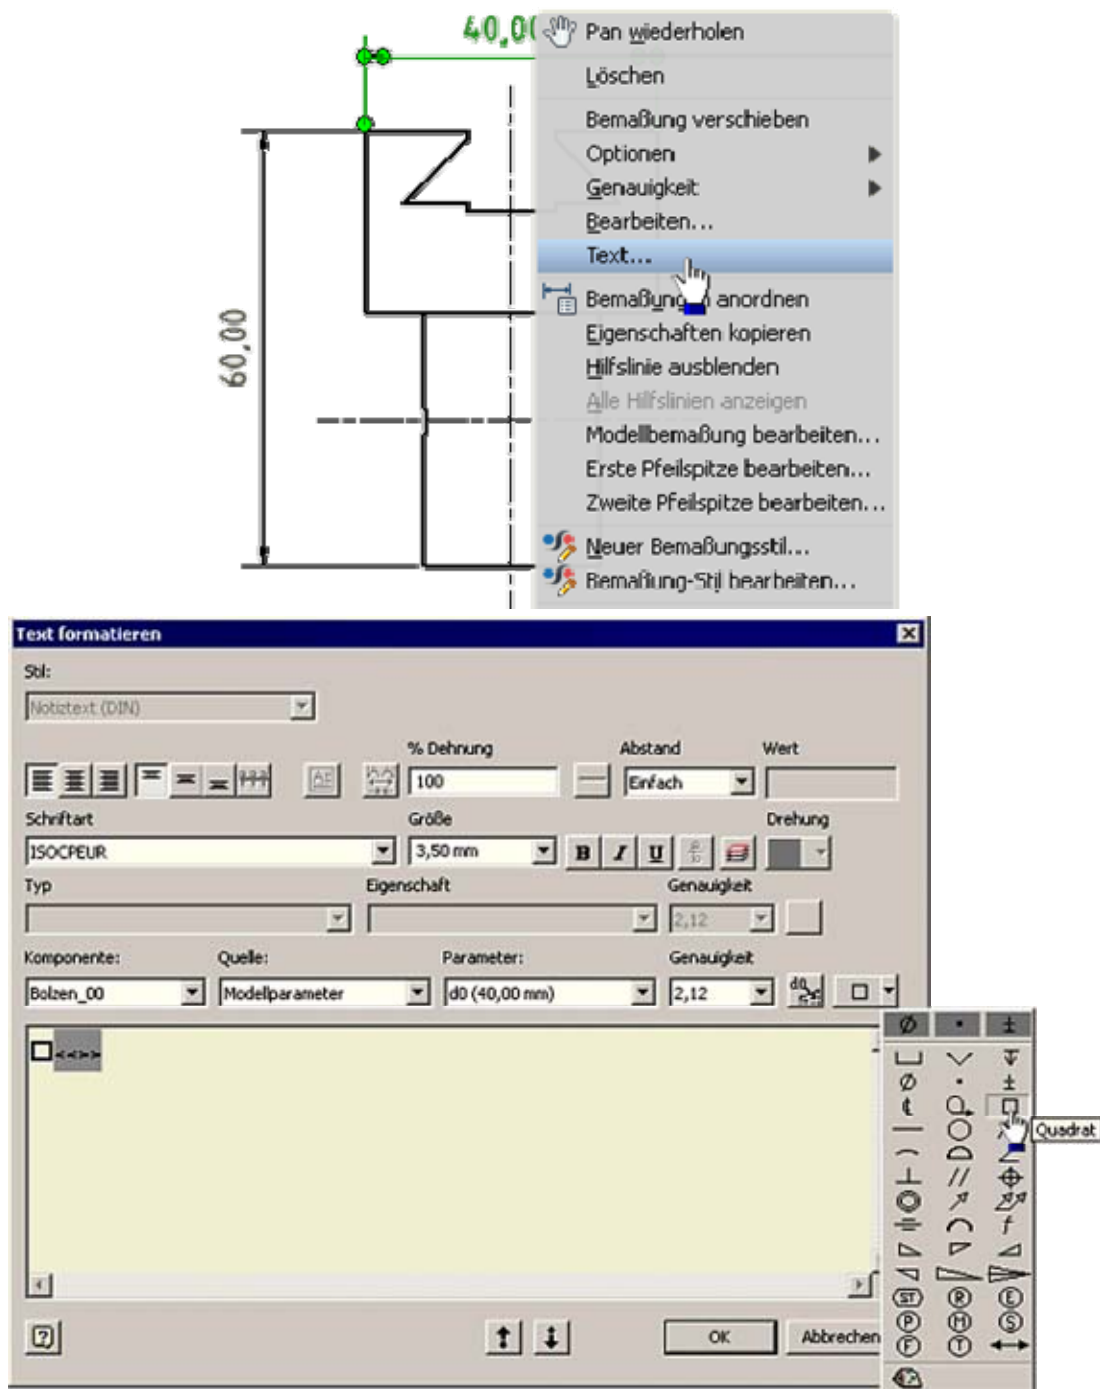 40,00
Pan wiederholen
Löschen
Bemaßung verschieben
Optionen
Genauigkeit
Bearbeiten...
Text...
anordnen
Eigenschaften kopieren
Hilfslinie ausblenden
Alle Hilfslinien anzeigen
Modellbemaßung bearbeiten...
Erste Pfeilspitze bearbeiten...
Zweite Pfeilspitze bearbeiten...
Neuer Bemaßungsstil...
Bemaßung-Stil bearbeiten...
60,00
Text formatieren
Stil:
Notiztext (DIN)
% Dehnung Abstand Wert
100 Einfach
Schriftart Größe Drehung
ISOCPEUR 3,50 mm B I U
Typ Eigenschaft Genauigkeit
2,12
Komponente: Quelle: Parameter: Genauigkeit
Bolzen_00 Modellparameter d0 (40,00 mm) 2,12
□<<>>
Ø · ±
Ø · ±
Quadrat
//
f
ST R E
P M S
F T
OK Abbrechen